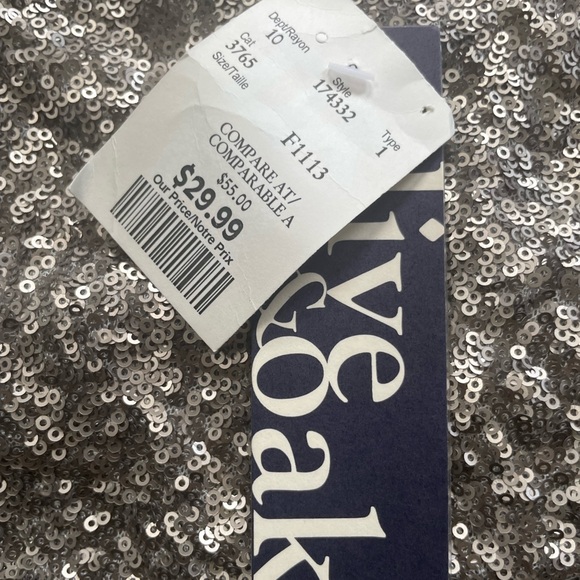 Dept/Rayon
10
Cat
3765
Size/Taille
Style
174332
Type
1
F1113
COMPARE AT/
COMPARABLE A
$55.00
$29.99
Our Price/Notre Prix
live
&
oak